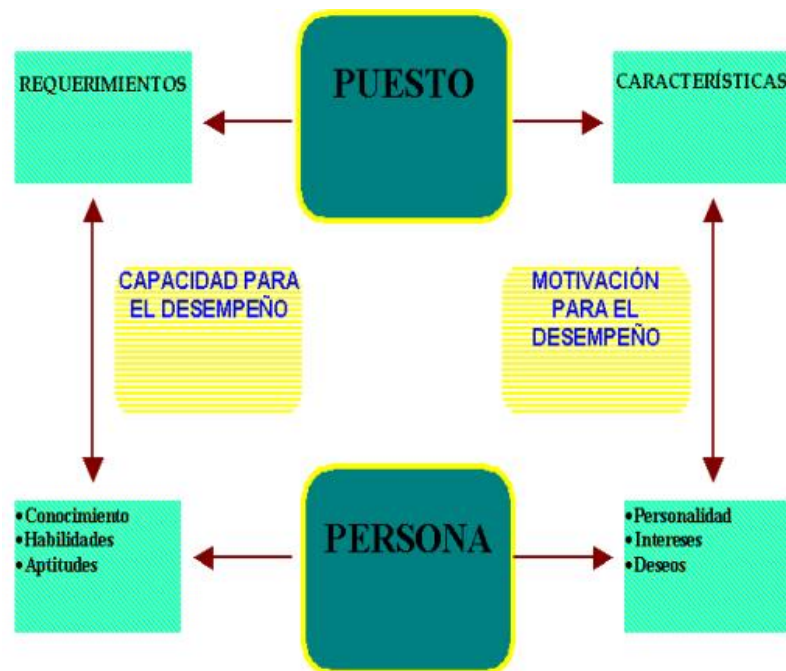 REQUERIMIENTOS
PUESTO
CARACTERÍSTICAS
CAPACIDAD PARA
EL DESEMPEÑO
MOTIVACIÓN
PARA EL
DESEMPEÑO
•Conocimiento
•Habilidades
•Aptitudes
PERSONA
•Personalidad
•Intereses
•Deseos